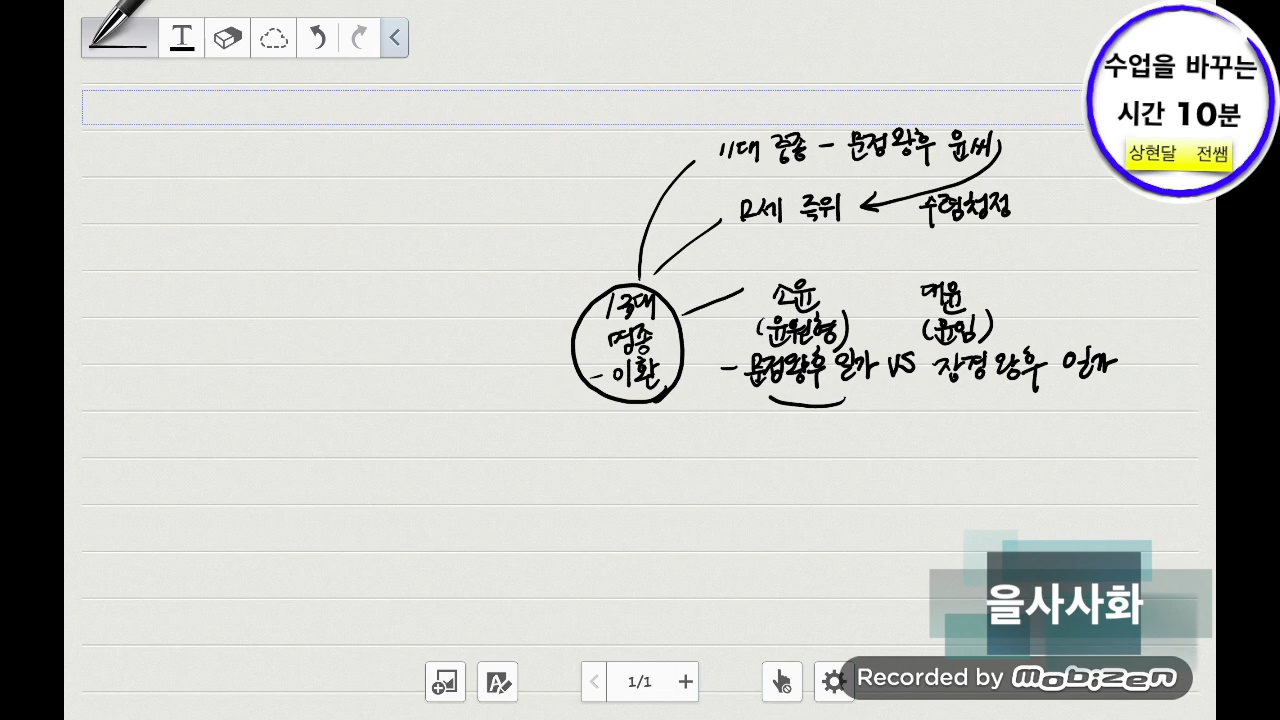 수업을 바꾸는
시간 10분
상현달 전쌤
T
11대 중종 - 문정왕후 윤씨
12세 즉위 수렴청정
13대
명종
- 이환
소윤 대윤
(윤원형) (윤임)
- 문정왕후 일가 VS 장경왕후 일가
을사사화
1/1
Recorded by mobizen